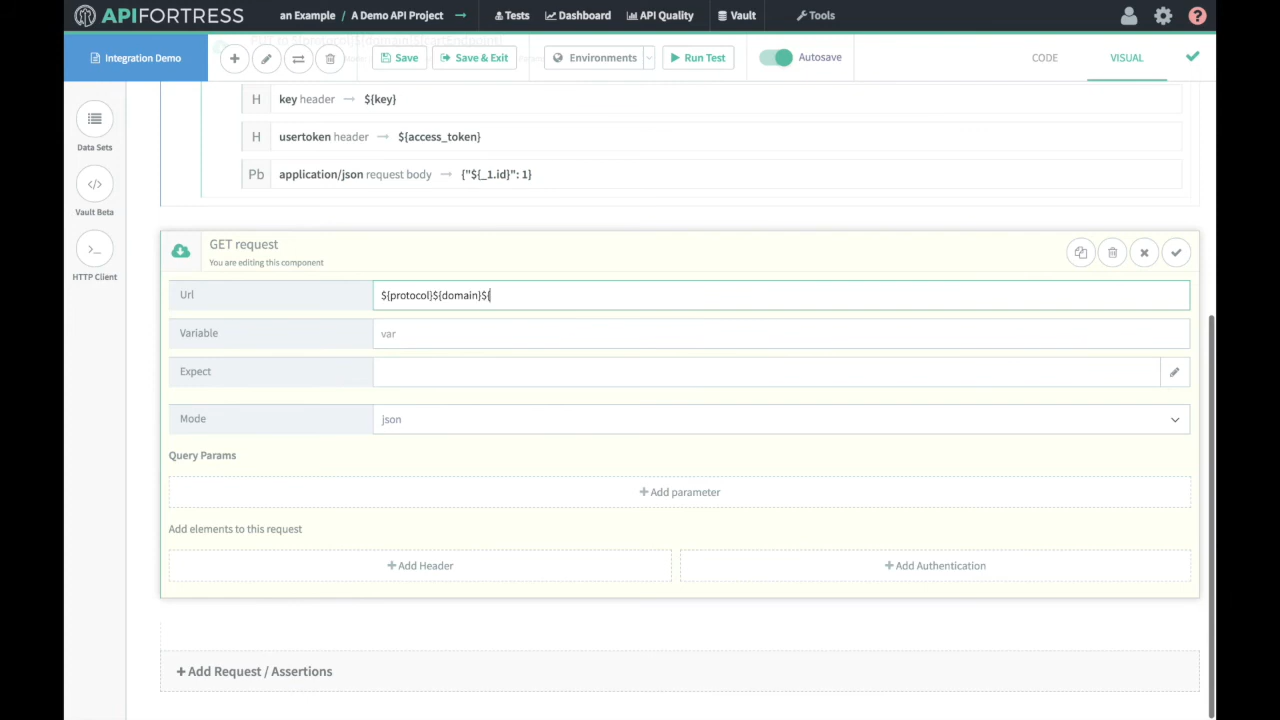 APIFORTRESS an Example / A Demo API Project → Tests Dashboard API Quality Vault Tools ?
Integration Demo + Save Save & Exit Environments Run Test Autosave CODE VISUAL
H key header → ${key}
H usertoken header → ${access_token}
Pb application/json request body → {"${_1.id}": 1}
Data Sets
Vault Beta
HTTP Client
GET request
You are editing this component
Url ${protocol}${domain}${
Variable var
Expect
Mode json
Query Params
+ Add parameter
Add elements to this request
+ Add Header + Add Authentication
+ Add Request / Assertions